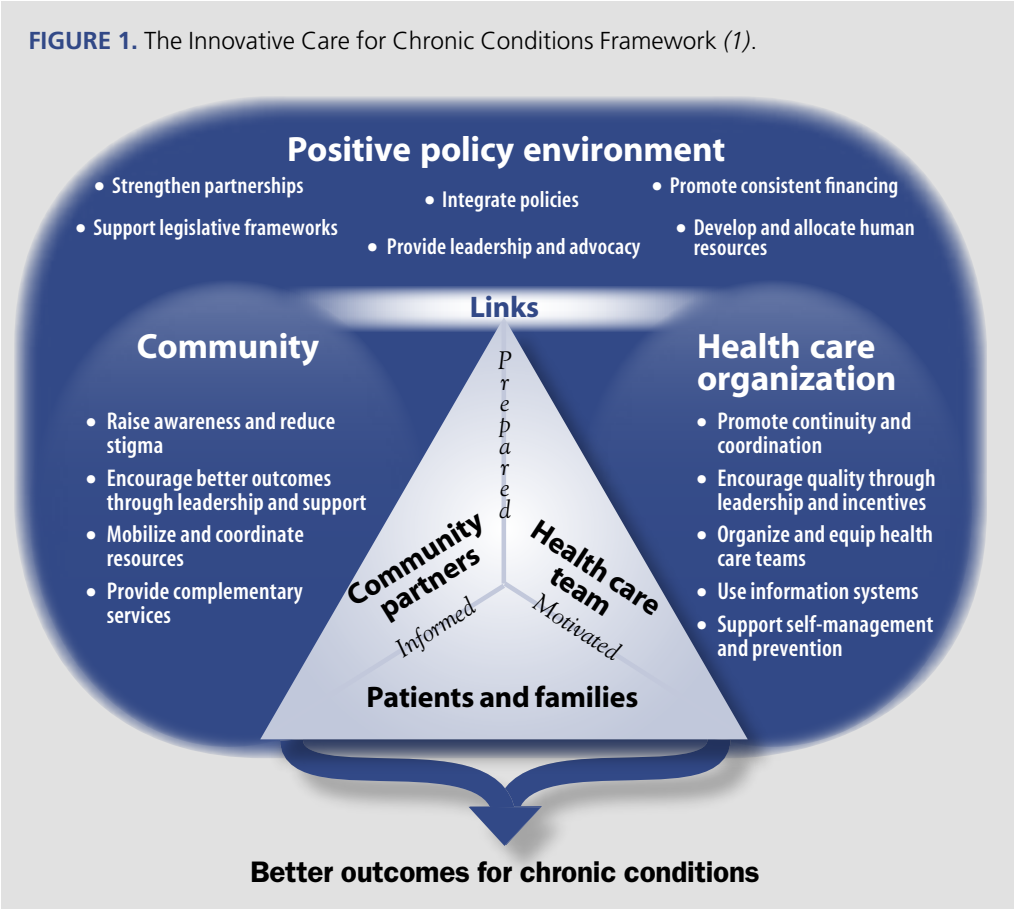 FIGURE 1. The Innovative Care for Chronic Conditions Framework (1).
Positive policy environment
• Strengthen partnerships
• Support legislative frameworks
• Integrate policies
• Provide leadership and advocacy
• Promote consistent financing
• Develop and allocate human
resources
Links
Community
• Raise awareness and reduce
stigma
• Encourage better outcomes
through leadership and support
• Mobilize and coordinate
resources
• Provide complementary
services
Prepared
Community
partners
Health care
team
Informed
Motivated
Patients and families
Health care
organization
• Promote continuity and
coordination
• Encourage quality through
leadership and incentives
• Organize and equip health
care teams
• Use information systems
• Support self-management
and prevention
Better outcomes for chronic conditions